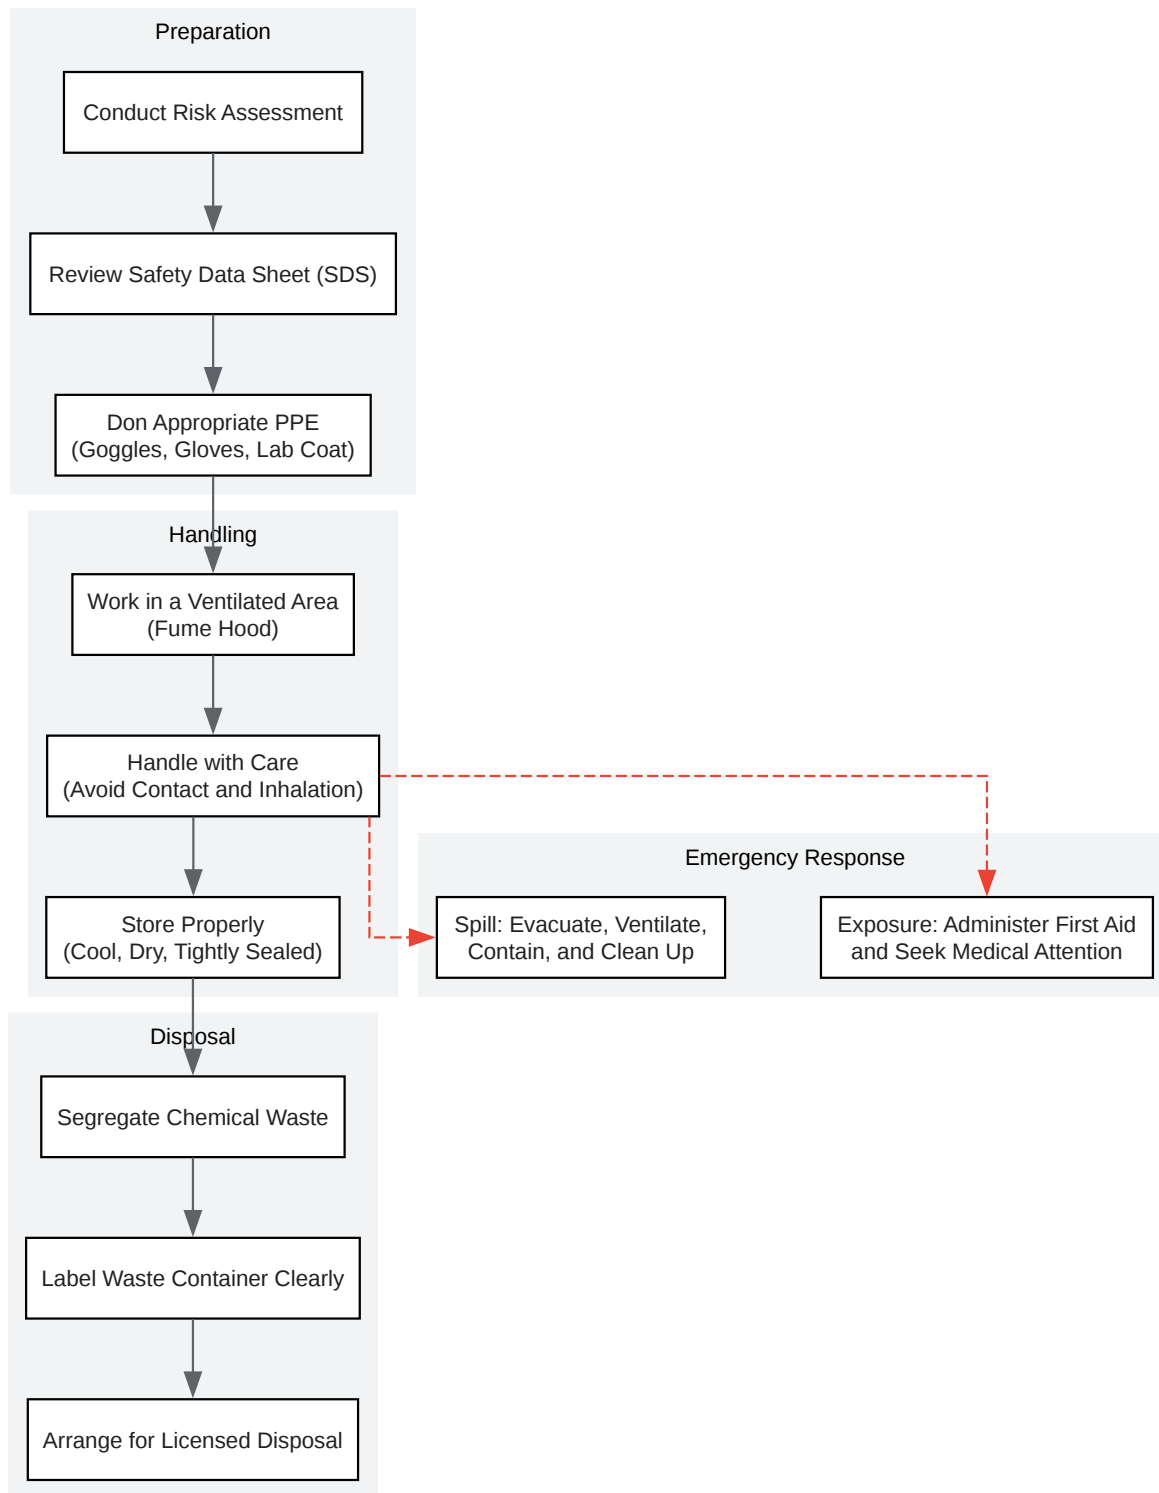 Preparation
Conduct Risk Assessment
Review Safety Data Sheet (SDS)
Don Appropriate PPE
(Goggles, Gloves, Lab Coat)
Handling
Work in a Ventilated Area
(Fume Hood)
Handle with Care
(Avoid Contact and Inhalation)
Store Properly
(Cool, Dry, Tightly Sealed)
Emergency Response
Spill: Evacuate, Ventilate,
Contain, and Clean Up
Exposure: Administer First Aid
and Seek Medical Attention
Disposal
Segregate Chemical Waste
Label Waste Container Clearly
Arrange for Licensed Disposal